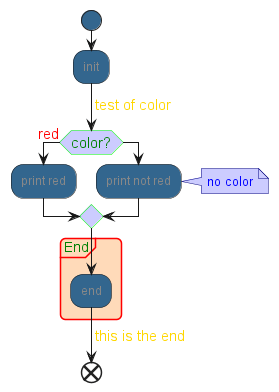 init
test of color
red
color?
print red
print not red
no color
End
end
this is the end